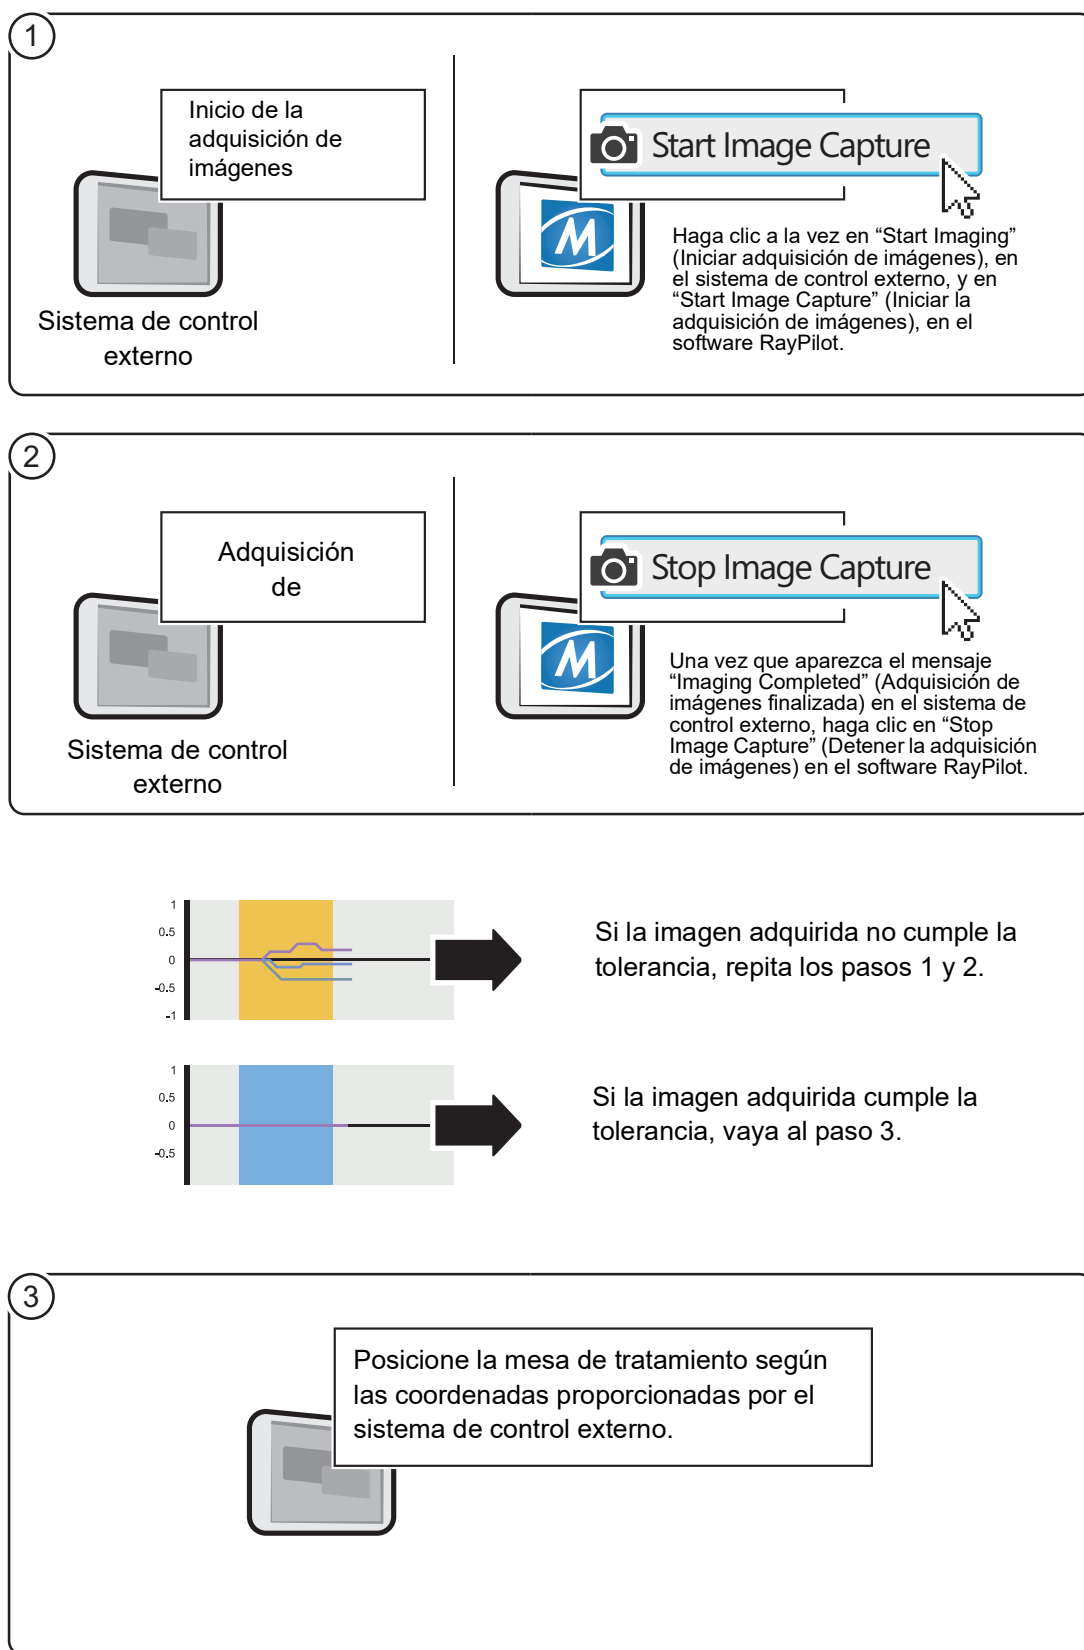 1
Inicio de la
adquisición de
imágenes
Sistema de control
externo
Start Image Capture
M
Haga clic a la vez en “Start Imaging”
(Iniciar adquisición de imágenes), en
el sistema de control externo, y en
“Start Image Capture” (Iniciar la
adquisición de imágenes), en el
software RayPilot.
2
Adquisición
de
Sistema de control
externo
Stop Image Capture
M
Una vez que aparezca el mensaje
“Imaging Completed” (Adquisición de
imágenes finalizada) en el sistema de
control externo, haga clic en “Stop
Image Capture” (Detener la adquisición
de imágenes) en el software RayPilot.
1
0.5
0
-0.5
-1
Si la imagen adquirida no cumple la
tolerancia, repita los pasos 1 y 2.
1
0.5
0
-0.5
Si la imagen adquirida cumple la
tolerancia, vaya al paso 3.
3
Posicione la mesa de tratamiento según
las coordenadas proporcionadas por el
sistema de control externo.